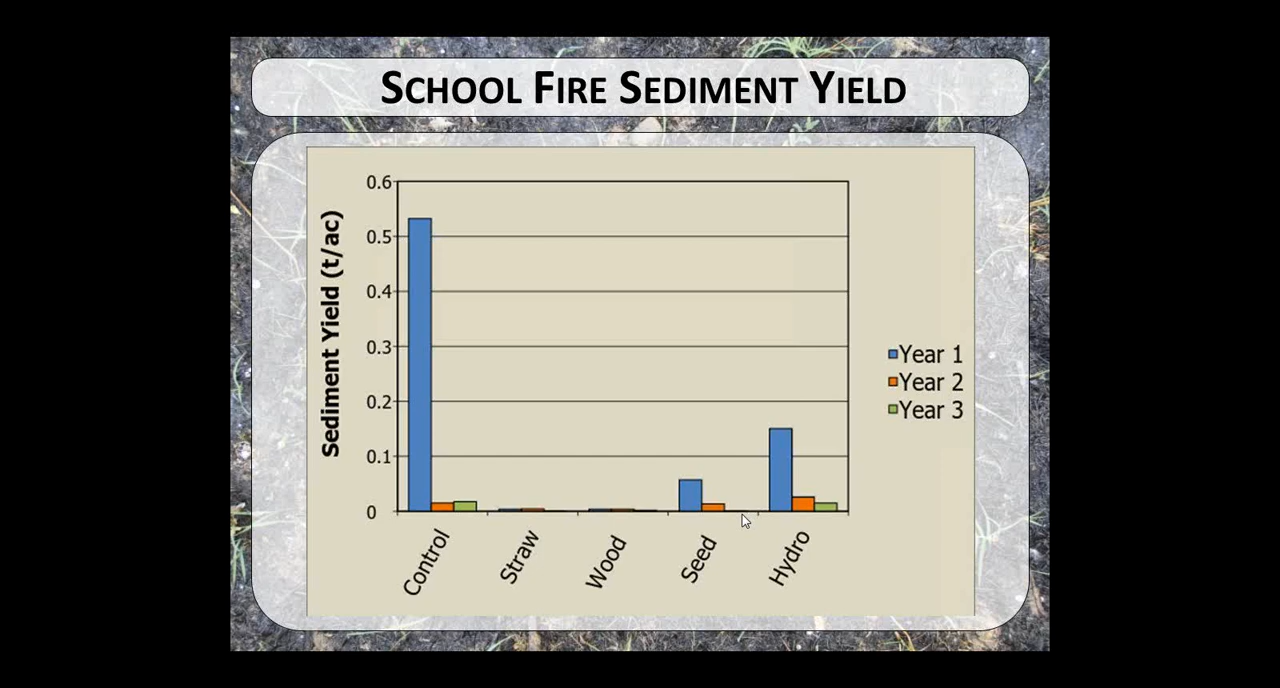 SCHOOL FIRE SEDIMENT YIELD
Sediment Yield (t/ac)
0.6
0.5
0.4
0.3
0.2
0.1
0
Control
Straw
Wood
Seed
Hydro
Year 1
Year 2
Year 3